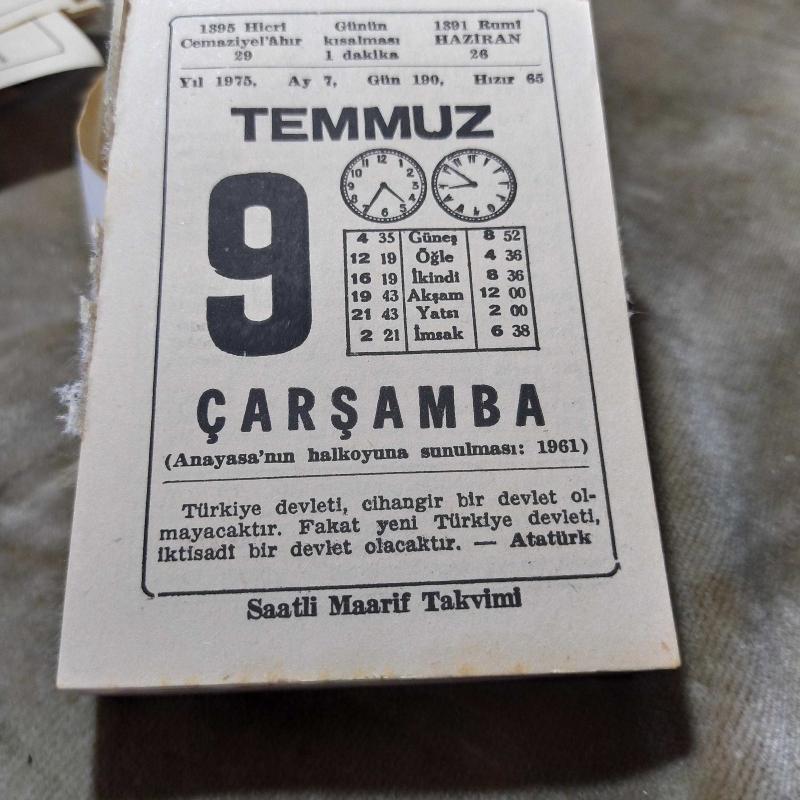 1395 Hicri Günün 1391 Rumi
Cemaziyel'âhır kısalması HAZİRAN
29 1 dakika 26
Yıl 1975, Ay 7, Gün 190, Hızır 65
TEMMUZ
9
4 35 Güneş 8 52
12 19 Öğle 4 36
16 19 İkindi 8 36
19 43 Akşam 12 00
21 43 Yatsı 2 00
2 21 İmsak 6 38
ÇARŞAMBA
(Anayasa'nın halkoyuna sunulması: 1961)
Türkiye devleti, cihangir bir devlet ol-
mayacaktır. Fakat yeni Türkiye devleti,
iktisadî bir devlet olacaktır. — Atatürk
Saatli Maarif Takvimi